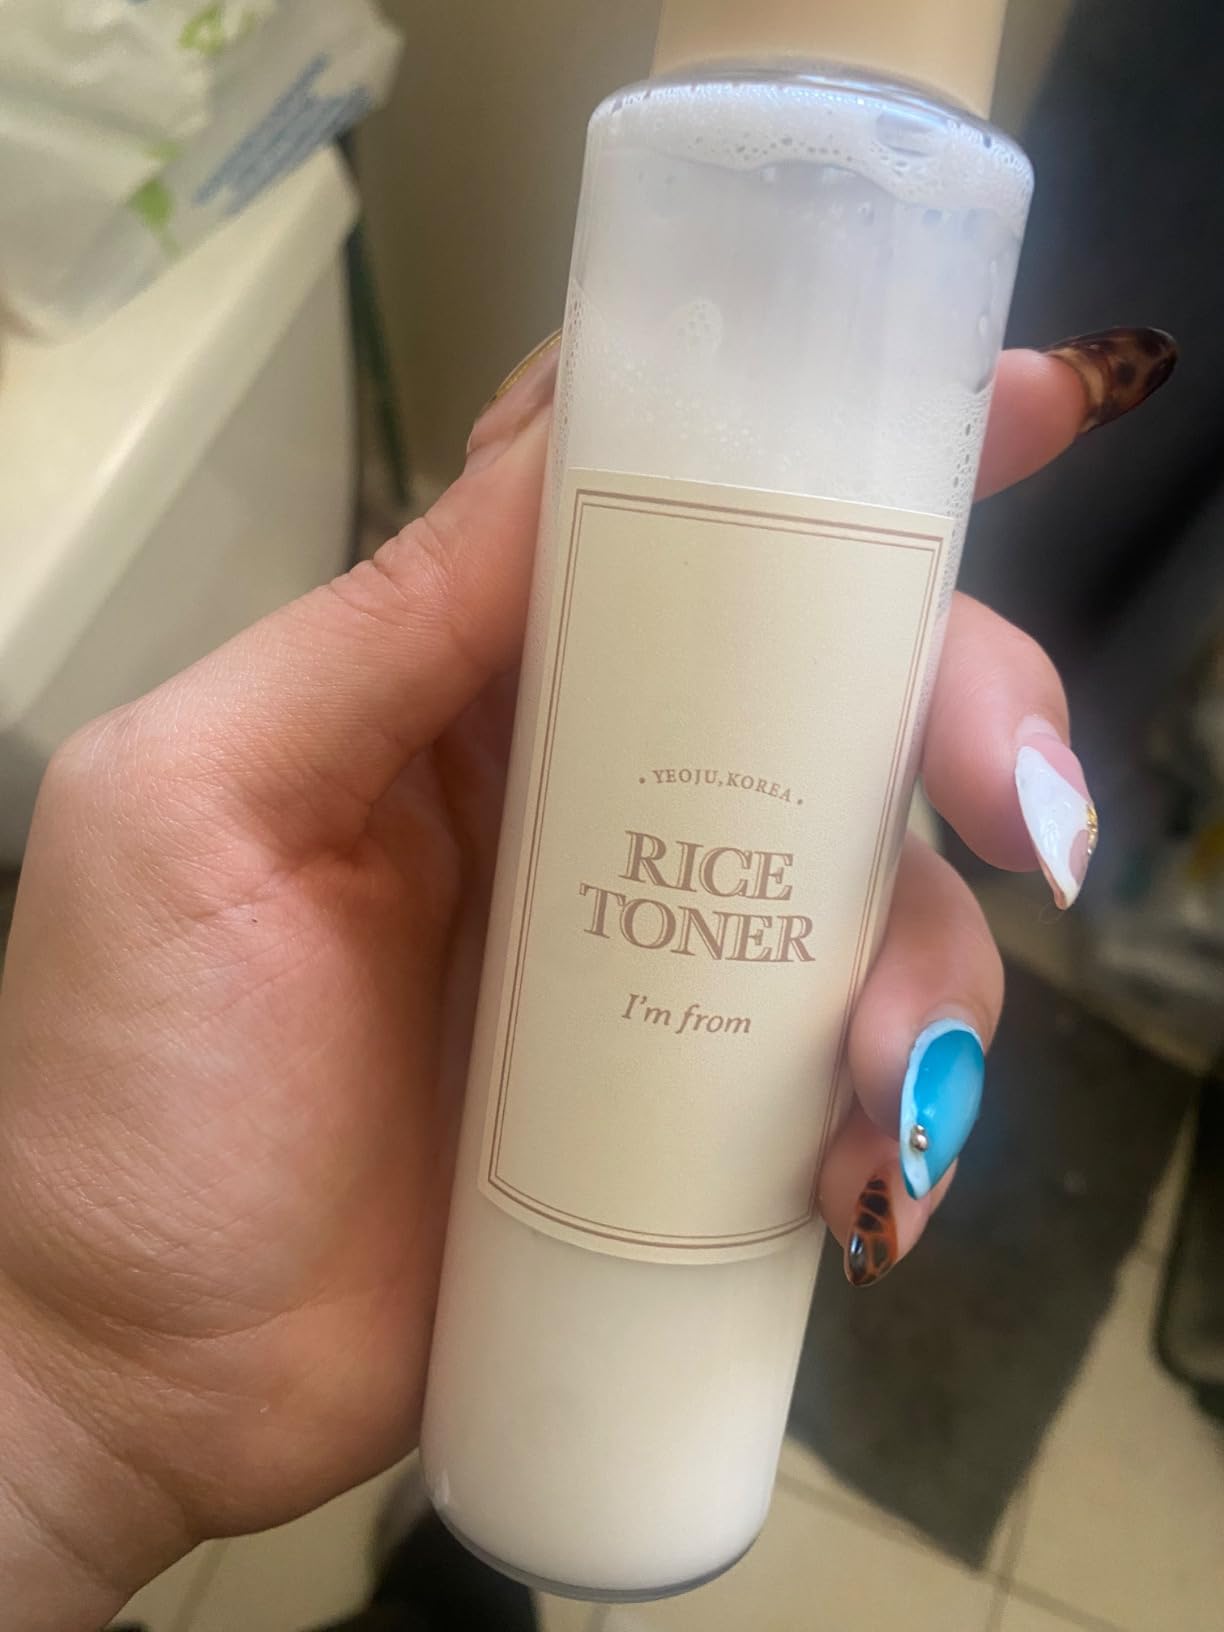 • YEOJU, KOREA •
RICE
TONER
I'm from